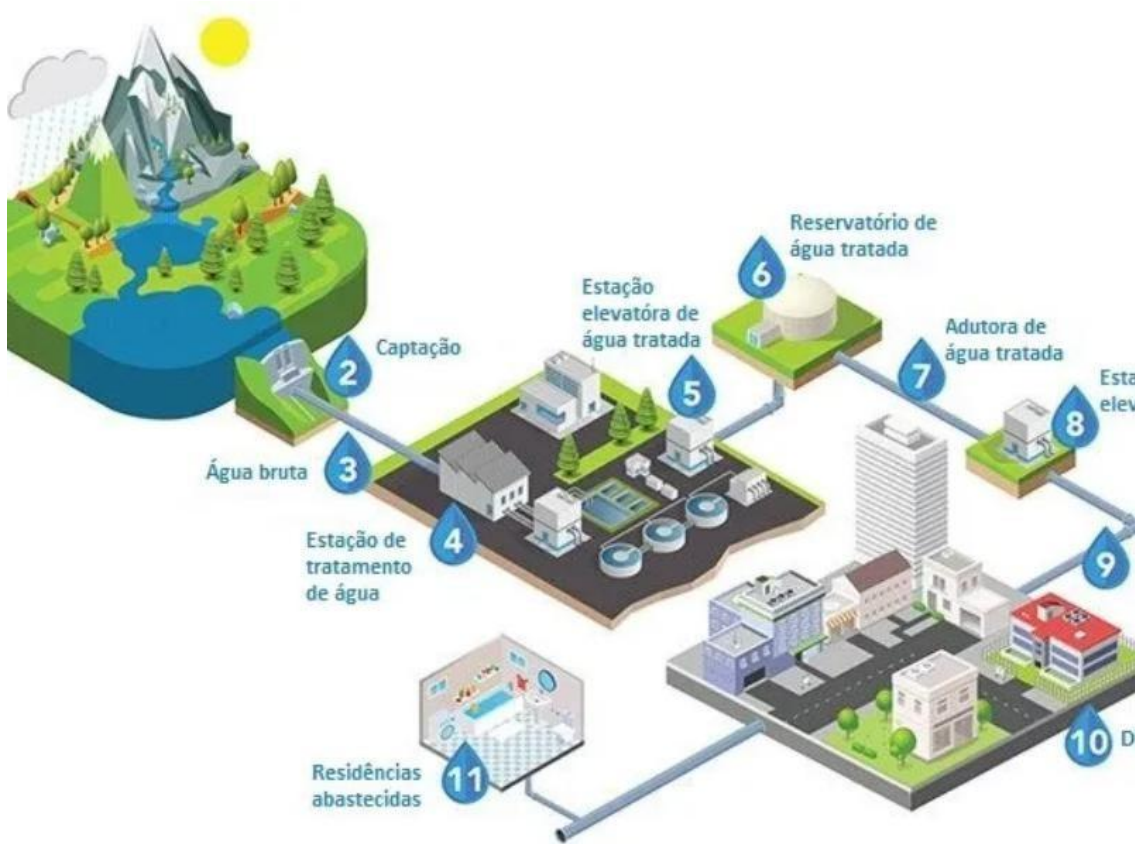 2
Captação
3
Água bruta
4
Estação de
tratamento
de água
5
Estação
elevatóra de
água tratada
6
Reservatório de
água tratada
7
Adutora de
água tratada
8
9
10
11
Residências
abastecidas